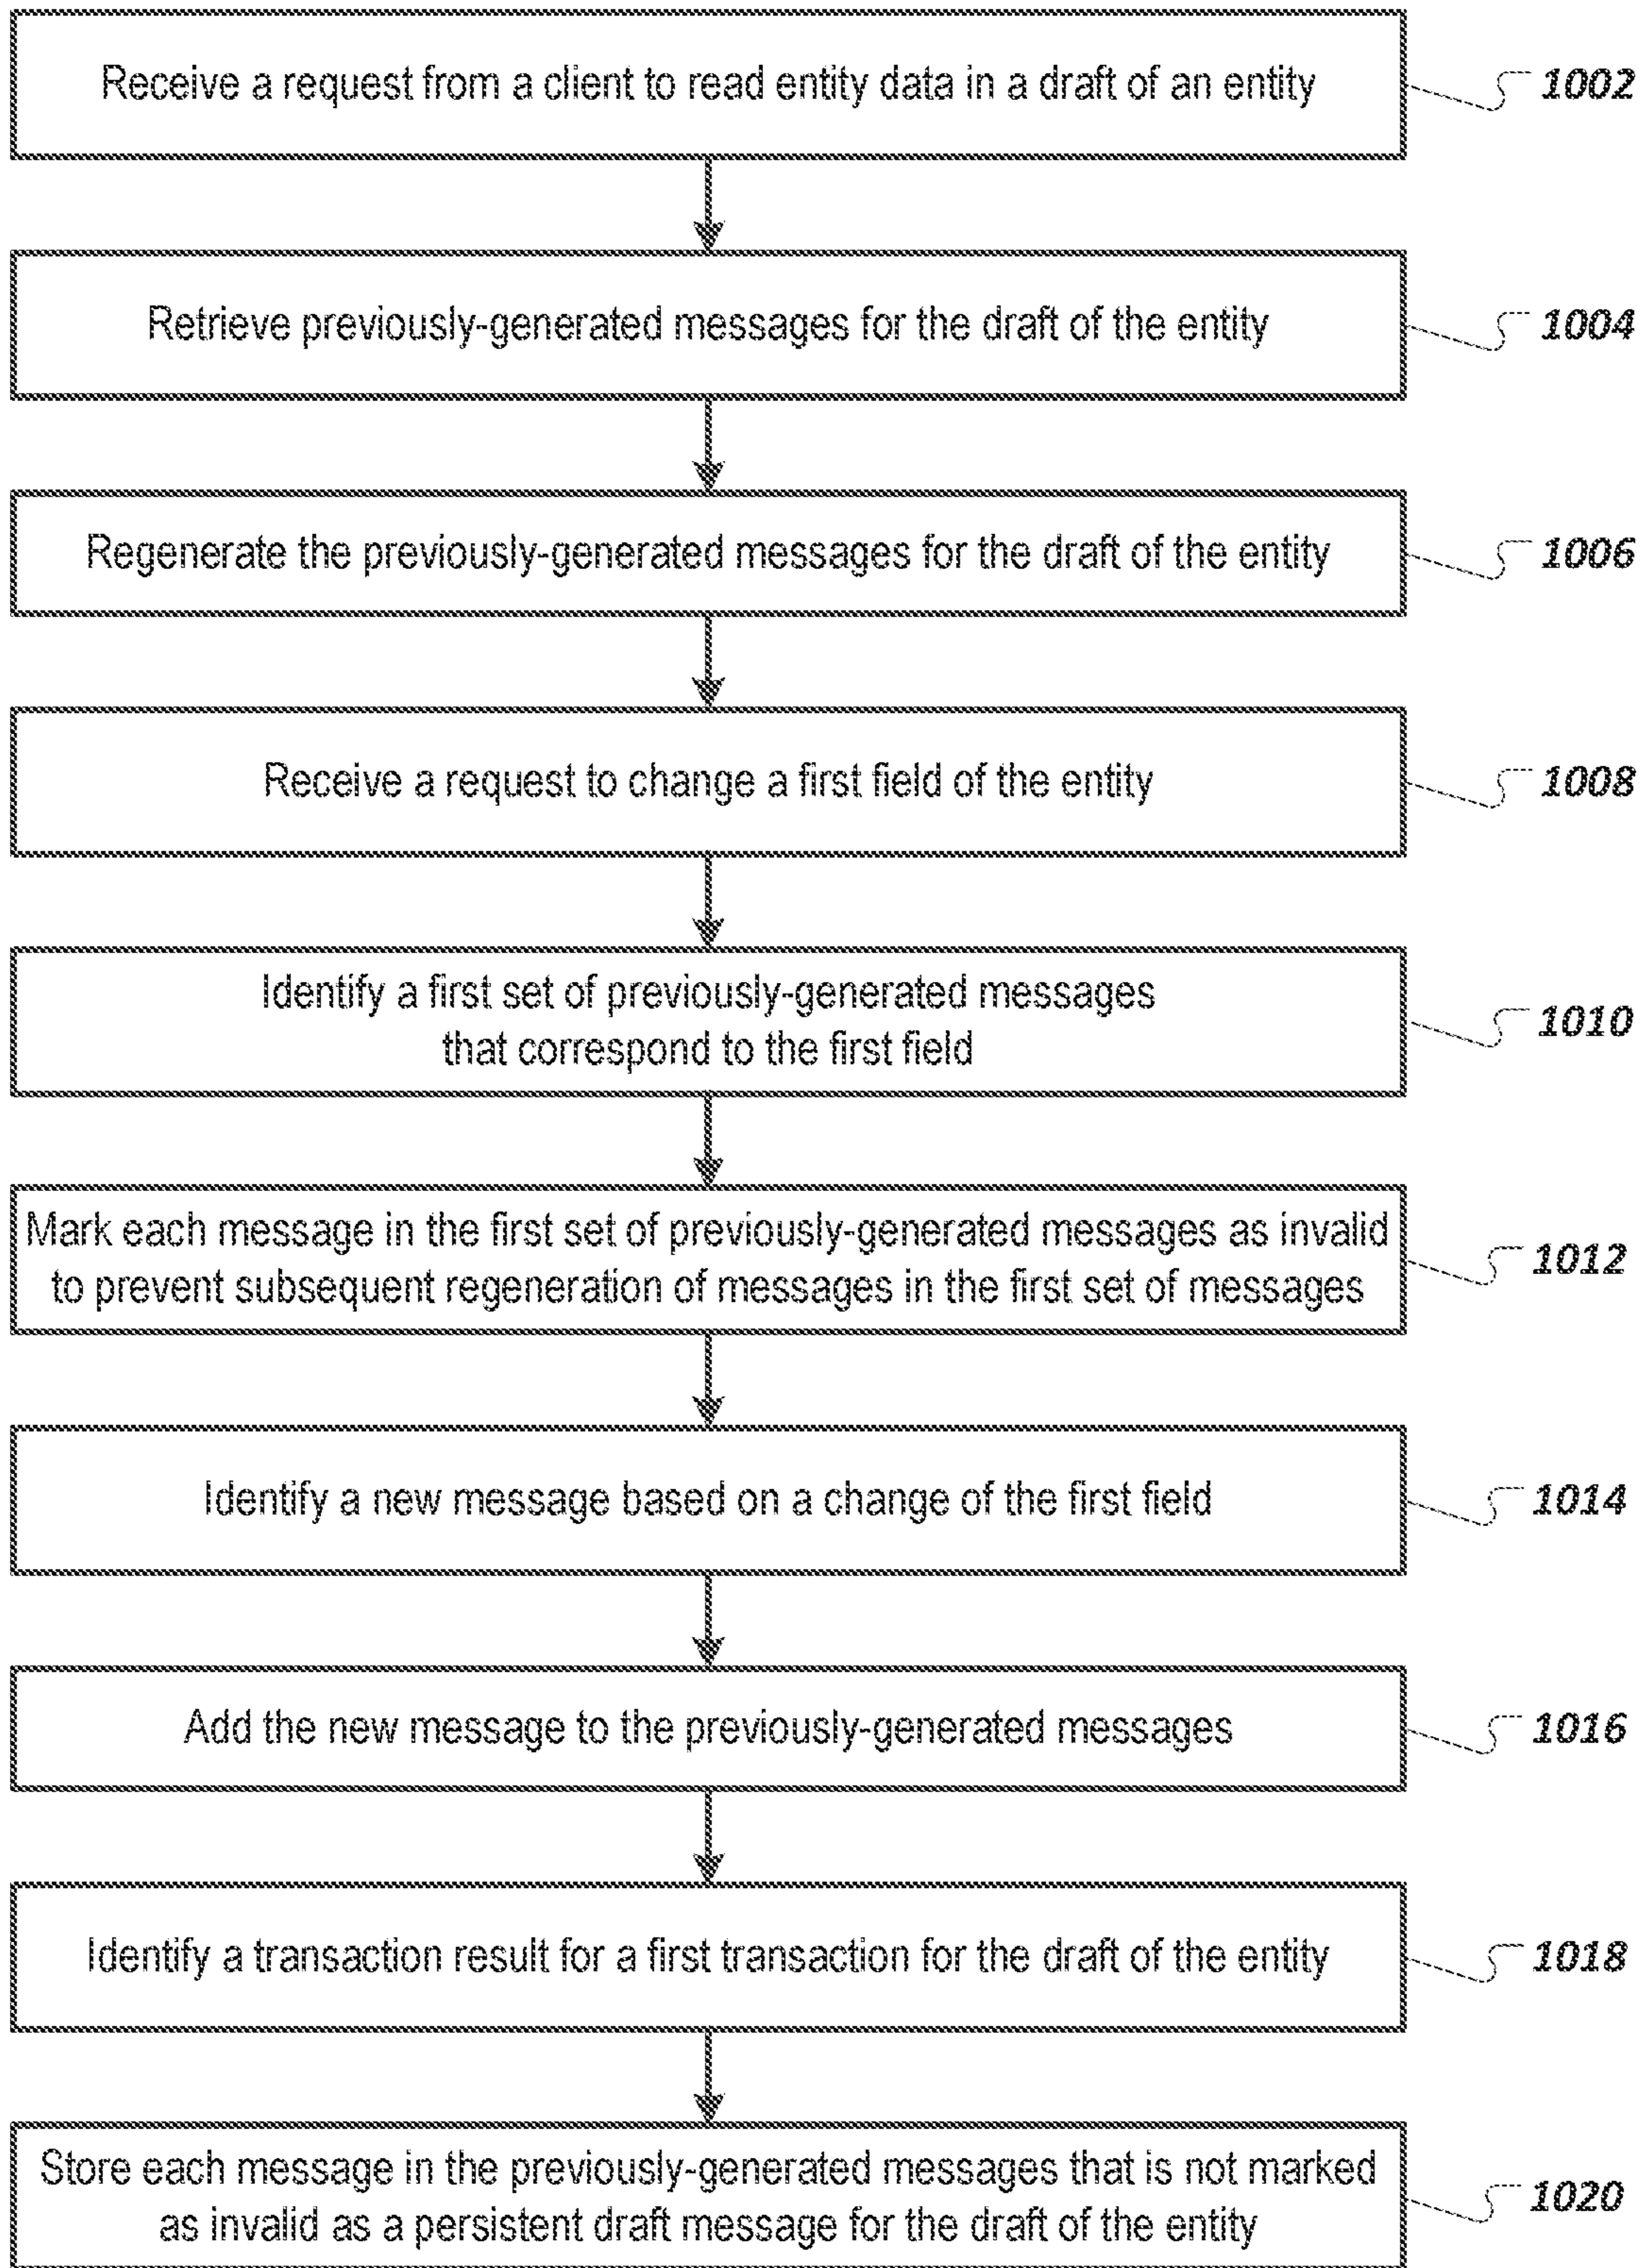 Receive a request from a client to read entity data in a draft of an entity
1002
Retrieve previously-generated messages for the draft of the entity
1004
Regenerate the previously-generated messages for the draft of the entity
1006
Receive a request to change a first field of the entity
1008
Identify a first set of previously-generated messages
that correspond to the first field
1010
Mark each message in the first set of previously-generated messages as invalid
to prevent subsequent regeneration of messages in the first set of messages
1012
Identify a new message based on a change of the first field
1014
Add the new message to the previously-generated messages
1016
Identify a transaction result for a first transaction for the draft of the entity
1018
Store each message in the previously-generated messages that is not marked
as invalid as a persistent draft message for the draft of the entity
1020